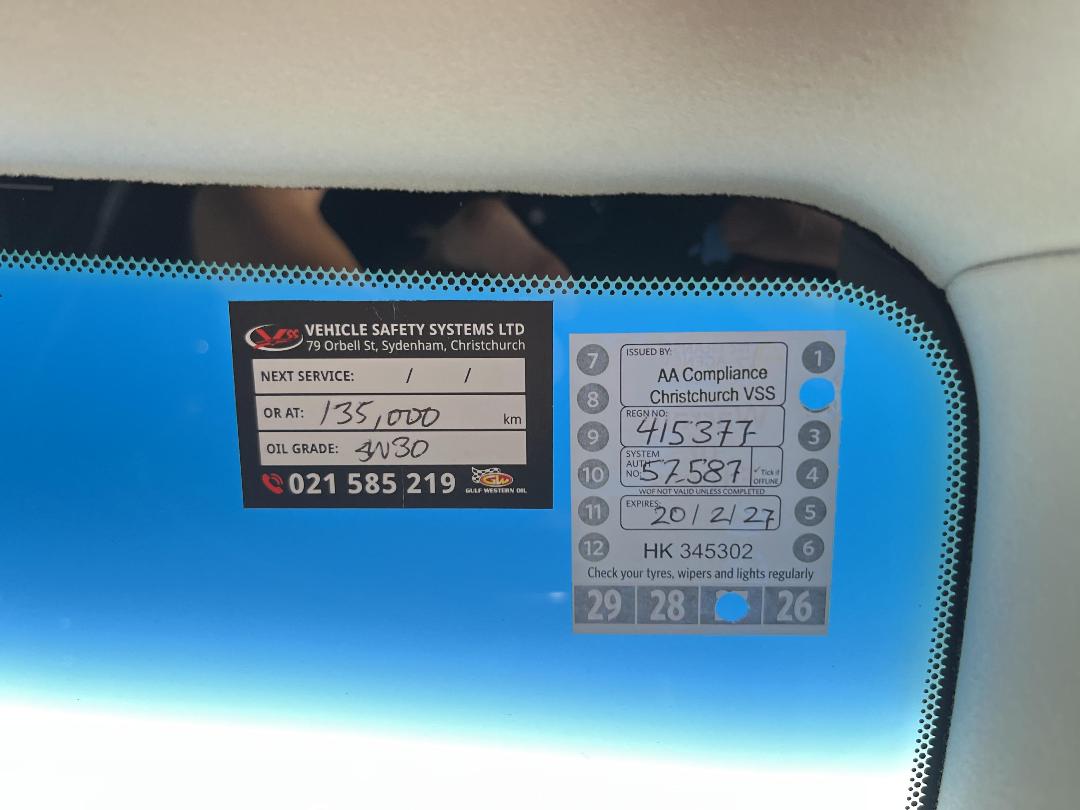 VSS VEHICLE SAFETY SYSTEMS LTD
79 Orbell St, Sydenham, Christchurch
NEXT SERVICE: / /
OR AT: 135,000 km
OIL GRADE: 5W30
021 585 219 GW
GULF WESTERN OIL
7 ISSUED BY: 1
AA Compliance
8 Christchurch VSS
REGN NO:
9 415377 3
SYSTEM
AUTH
10 NO: 57587 ✓Tick if 4
OFFLINE
WOF NOT VALID UNLESS COMPLETED
11 EXPIRES: 20/2/27 5
12 HK 345302 6
Check your tyres, wipers and lights regularly
29 28 26